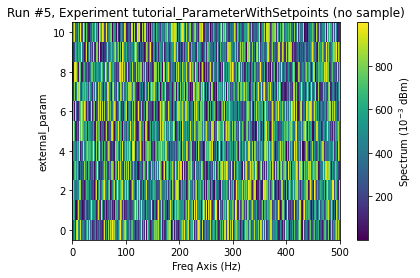 Run #5, Experiment tutorial_ParameterWithSetpoints (no sample)
10
8
6
4
2
0
external_param
0 100 200 300 400 500
Freq Axis (Hz)
800
600
400
200
Spectrum (10⁻³ dBm)